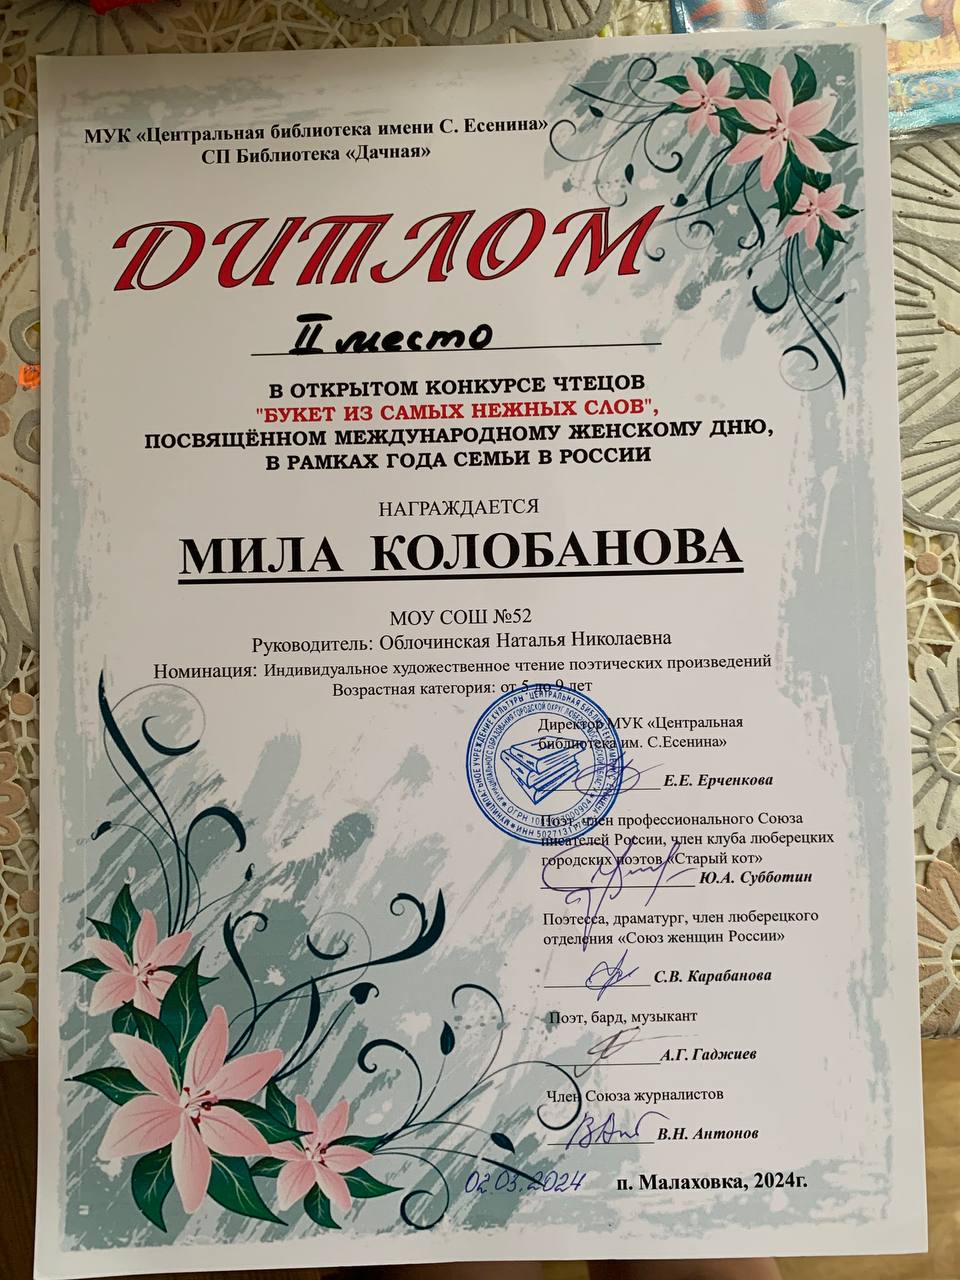 МУК «Центральная библиотека имени С. Есенина»
СП Библиотека «Дачная»
ДИПЛОМ
II место
В ОТКРЫТОМ КОНКУРСЕ ЧТЕЦОВ
"БУКЕТ ИЗ САМЫХ НЕЖНЫХ СЛОВ",
ПОСВЯЩЁННОМ МЕЖДУНАРОДНОМУ ЖЕНСКОМУ ДНЮ,
В РАМКАХ ГОДА СЕМЬИ В РОССИИ
НАГРАЖДАЕТСЯ
МИЛА КОЛОБАНОВА
МОУ СОШ №52
Руководитель: Облочинская Наталья Николаевна
Номинация: Индивидуальное художественное чтение поэтических произведений
Возрастная категория: от 5 до 9 лет
Директор МУК «Центральная
библиотека им. С.Есенина»
Е.Е. Ерченкова
Поэт, член профессионального Союза
писателей России, член клуба люберецких
городских поэтов «Старый кот»
Ю.А. Субботин
Поэтесса, драматург, член люберецкого
отделения «Союз женщин России»
С.В. Карабанова
Поэт, бард, музыкант
А.Г. Гаджиев
Член Союза журналистов
В.Н. Антонов
02.03.2024 п. Малаховка, 2024г.